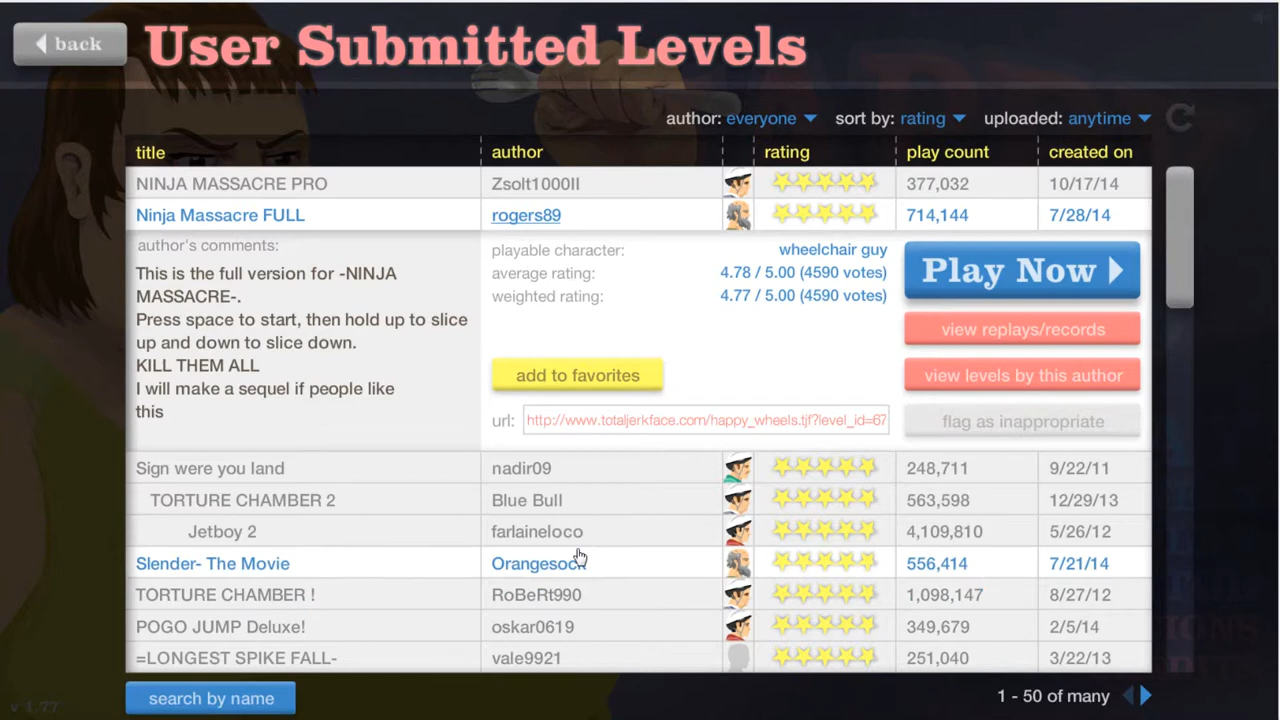 back
User Submitted Levels
author: everyone sort by: rating uploaded: anytime
title author rating play count created on
NINJA MASSACRE PRO Zsolt1000II 377,032 10/17/14
Ninja Massacre FULL rogers89 714,144 7/28/14
author's comments:
This is the full version for -NINJA
MASSACRE-.
Press space to start, then hold up to slice
up and down to slice down.
KILL THEM ALL
I will make a sequel if people like
this
playable character: wheelchair guy
average rating: 4.78 / 5.00 (4590 votes)
weighted rating: 4.77 / 5.00 (4590 votes)
add to favorites
url: http://www.totaljerkface.com/happy_wheels.tjf?level_id=67
Play Now
view replays/records
view levels by this author
flag as inappropriate
Sign were you land nadir09 248,711 9/22/11
TORTURE CHAMBER 2 Blue Bull 563,598 12/29/13
Jetboy 2 farlaineloco 4,109,810 5/26/12
Slender- The Movie Orangesock 556,414 7/21/14
TORTURE CHAMBER ! RoBeRt990 1,098,147 8/27/12
POGO JUMP Deluxe! oskar0619 349,679 2/5/14
=LONGEST SPIKE FALL- vale9921 251,040 3/22/13
search by name
1 - 50 of many
v 1.77